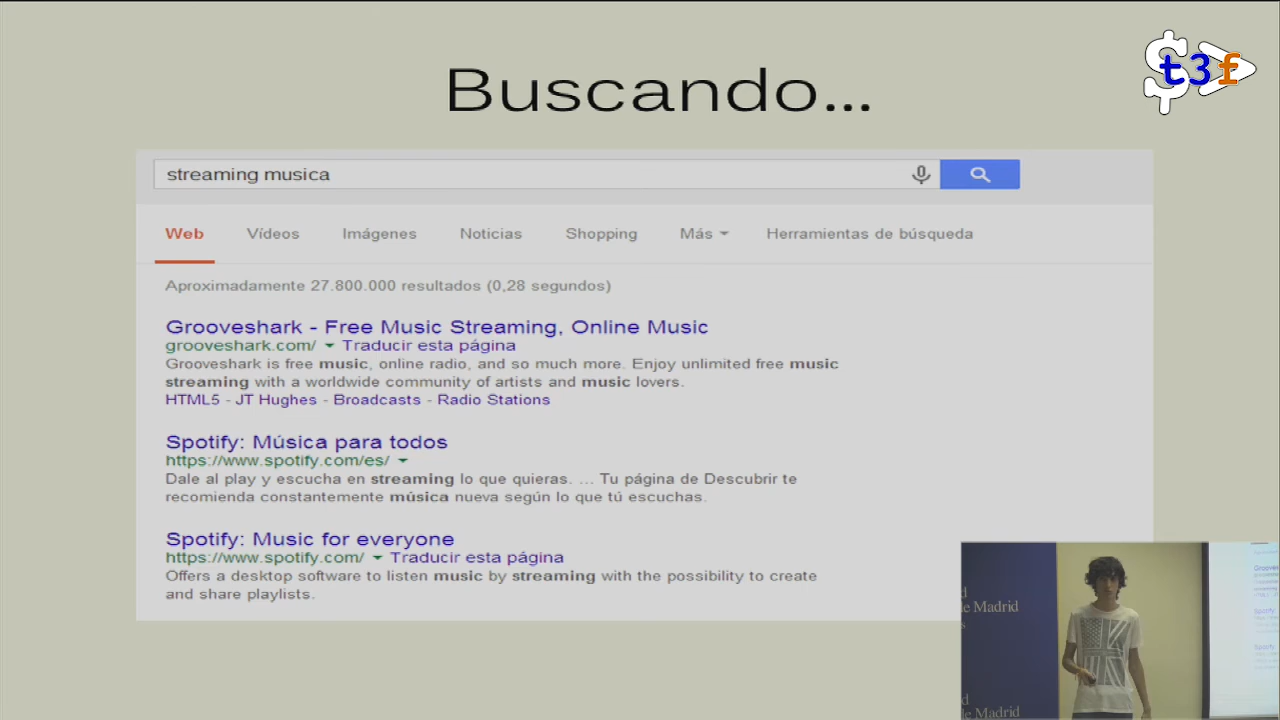 $t3f
Buscando...
streaming musica
Web Vídeos Imágenes Noticias Shopping Más Herramientas de búsqueda
Aproximadamente 27.800.000 resultados (0,28 segundos)
Grooveshark - Free Music Streaming, Online Music
grooveshark.com/ Traducir esta página
Grooveshark is free music, online radio, and so much more. Enjoy unlimited free music
streaming with a worldwide community of artists and music lovers.
HTML5 - JT Hughes - Broadcasts - Radio Stations
Spotify: Música para todos
https://www.spotify.com/es/
Dale al play y escucha en streaming lo que quieras. ... Tu página de Descubrir te
recomienda constantemente música nueva según lo que tú escuchas.
Spotify: Music for everyone
https://www.spotify.com/ Traducir esta página
Offers a desktop software to listen music by streaming with the possibility to create
and share playlists.
d
de Madrid
s
d
de Madrid
Spotify
Spotify